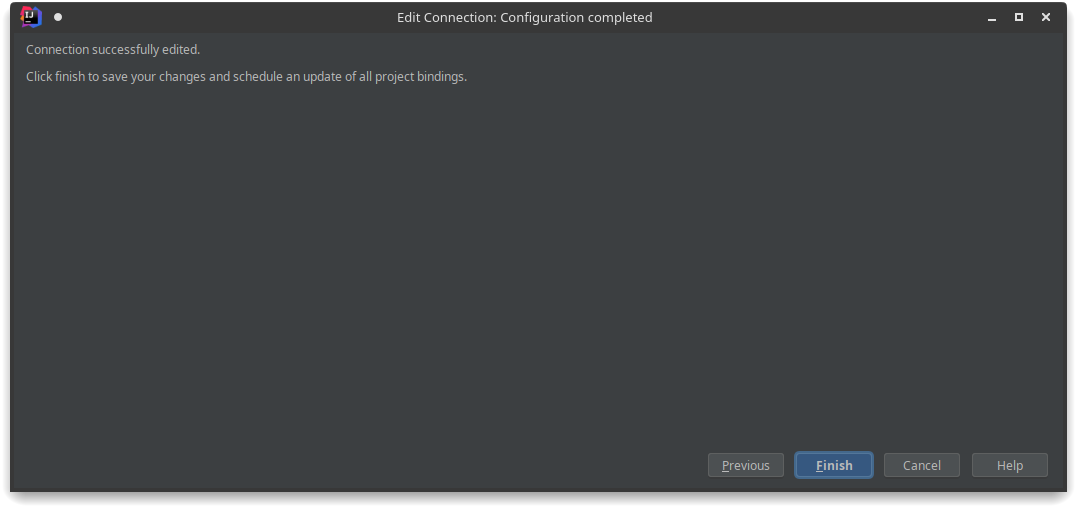 IJ
Edit Connection: Configuration completed
Connection successfully edited.
Click finish to save your changes and schedule an update of all project bindings.
Previous Finish Cancel Help